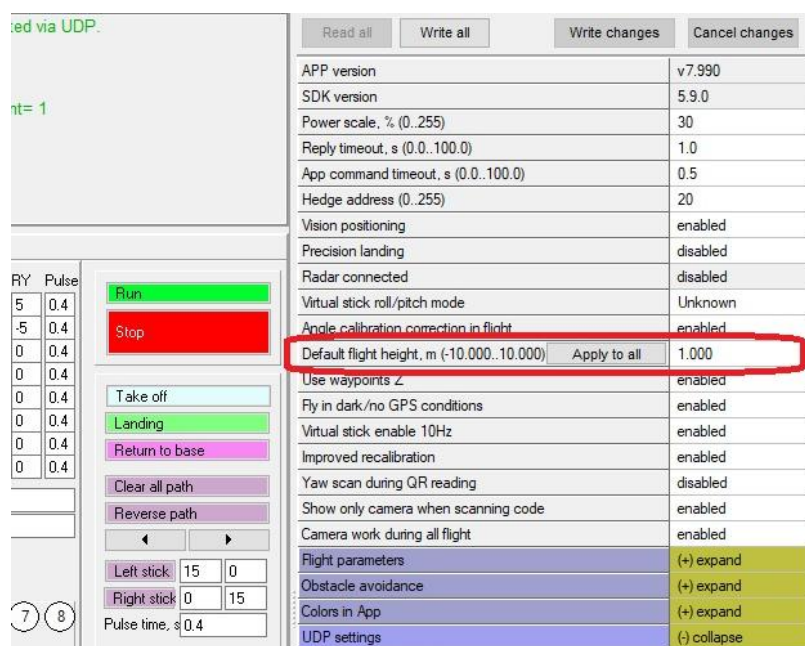 ted via UDP.
nt= 1
Read all Write all Write changes Cancel changes
APP version v7.990
SDK version 5.9.0
Power scale, % (0..255) 30
Reply timeout, s (0.0..100.0) 1.0
App command timeout, s (0.0..100.0) 0.5
Hedge address (0..255) 20
Vision positioning enabled
Precision landing disabled
Radar connected disabled
Virtual stick roll/pitch mode Unknown
Angle calibration correction in flight enabled
Default flight height, m (-10.000..10.000) Apply to all 1.000
Use waypoints Z enabled
Fly in dark/no GPS conditions enabled
Virtual stick enable 10Hz enabled
Improved recalibration enabled
Yaw scan during QR reading disabled
Show only camera when scanning code enabled
Camera work during all flight enabled
Flight parameters (+) expand
Obstacle avoidance (+) expand
Colors in App (+) expand
UDP settings (-) collapse
RY Pulse
5 0.4
-5 0.4
0 0.4
0 0.4
0 0.4
0 0.4
0 0.4
0 0.4
7 8
Run
Stop
Take off
Landing
Return to base
Clear all path
Reverse path
Left stick 15 0
Right stick 0 15
Pulse time, s 0.4